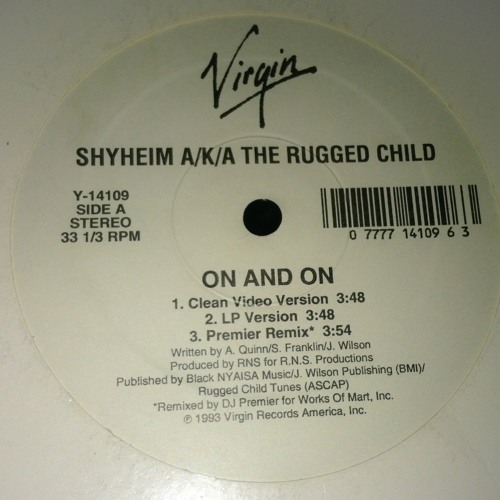 Virgin
SHYHEIM A/K/A THE RUGGED CHILD
Y-14109
SIDE A
STEREO
33 1/3 RPM
0 7777 14109 6 3
ON AND ON
1. Clean Video Version 3:48
2. LP Version 3:48
3. Premier Remix* 3:54
Written by A. Quinn/S. Franklin/J. Wilson
Produced by RNS for R.N.S. Productions
Published by Black NYAISA Music/J. Wilson Publishing (BMI)/
Rugged Child Tunes (ASCAP)
*Remixed by DJ Premier for Works Of Mart, Inc.
℗ 1993 Virgin Records America, Inc.